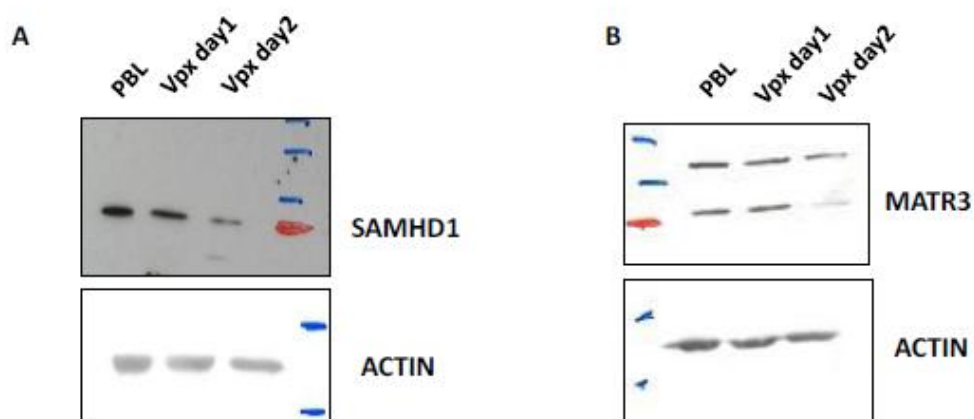 A
PBL
Vpx day1
Vpx day2
SAMHD1
ACTIN
B
PBL
Vpx day1
Vpx day2
MATR3
ACTIN